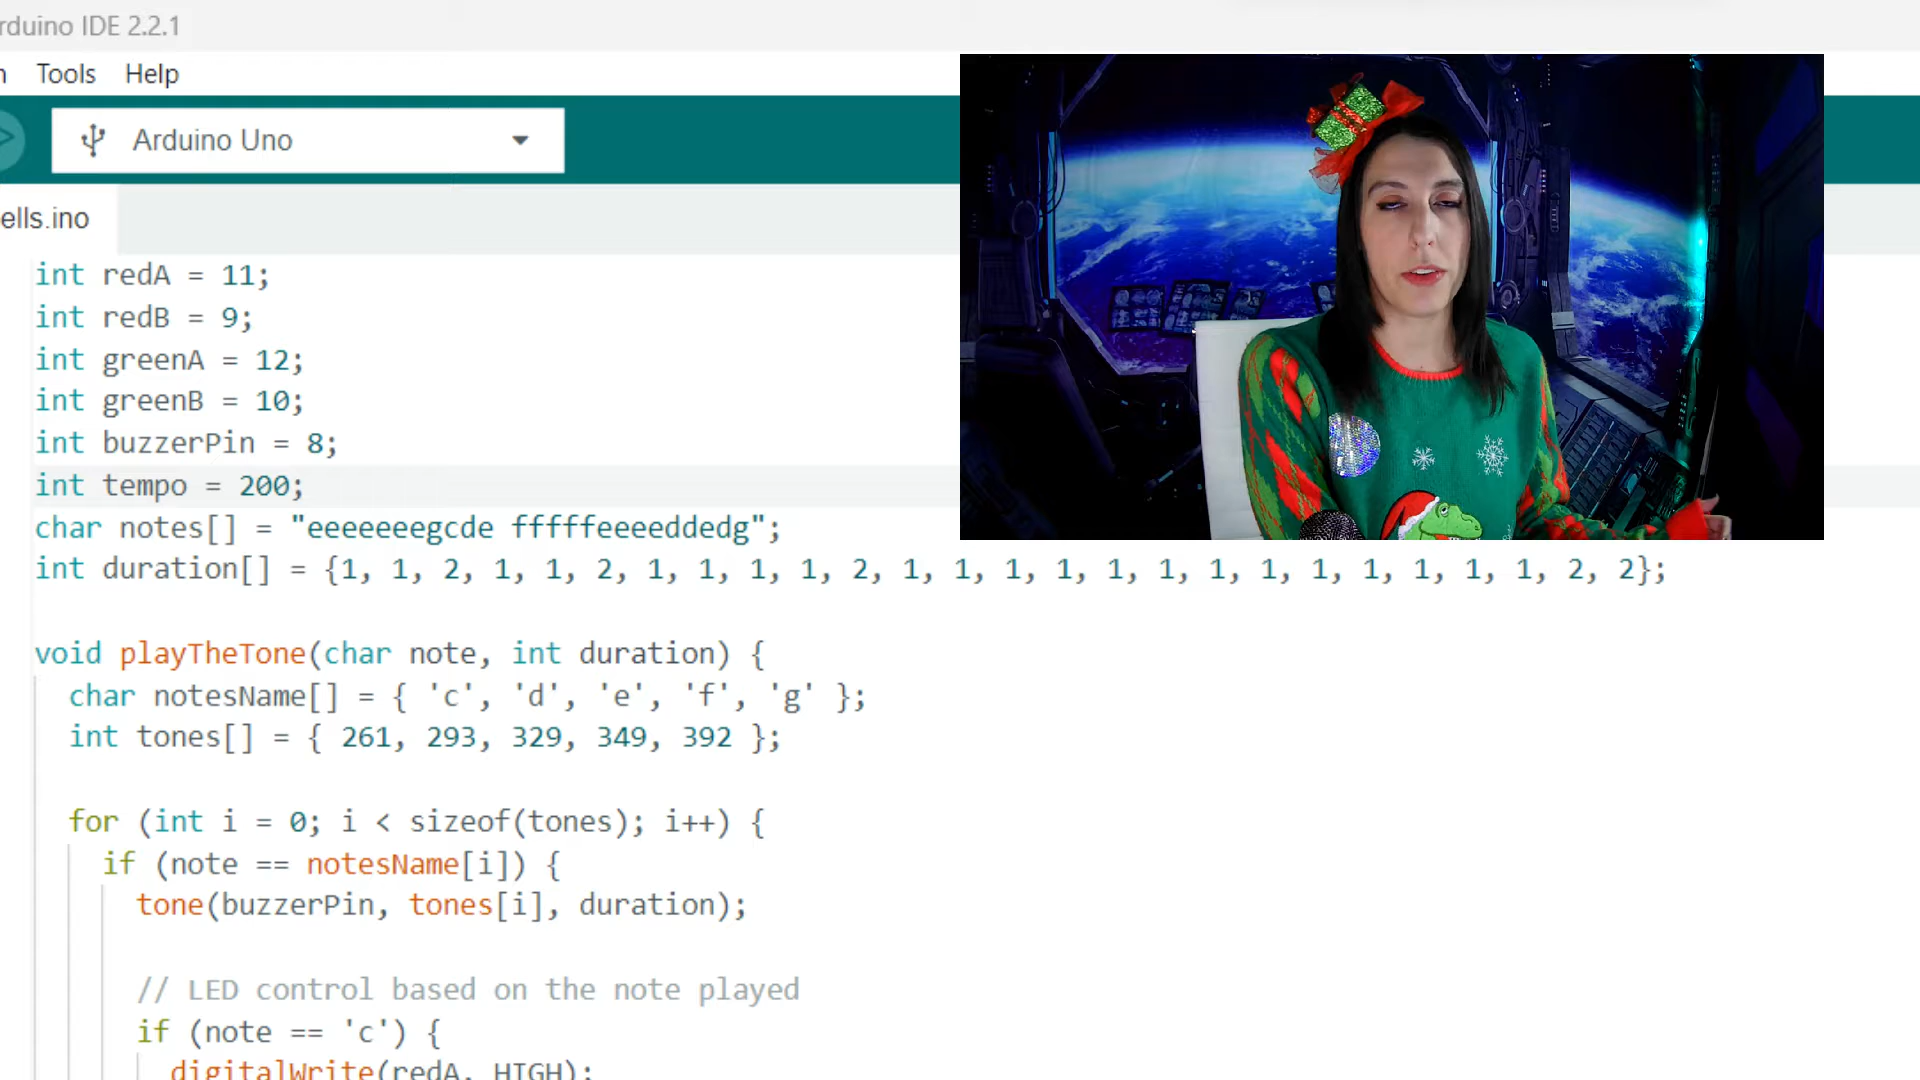 rduino IDE 2.2.1
Tools Help
Arduino Uno
ells.ino
int redA = 11;
int redB = 9;
int greenA = 12;
int greenB = 10;
int buzzerPin = 8;
int tempo = 200;
char notes[] = "eeeeeeegcde fffffeeeeddedg";
int duration[] = {1, 1, 2, 1, 1, 2, 1, 1, 1, 1, 2, 1, 1, 1, 1, 1, 1, 1, 1, 1, 1, 1, 1, 1, 2, 2};
void playTheTone(char note, int duration) {
char notesName[] = { 'c', 'd', 'e', 'f', 'g' };
int tones[] = { 261, 293, 329, 349, 392 };
for (int i = 0; i < sizeof(tones); i++) {
if (note == notesName[i]) {
tone(buzzerPin, tones[i], duration);
// LED control based on the note played
if (note == 'c') {
digitalWrite(redA, HIGH);